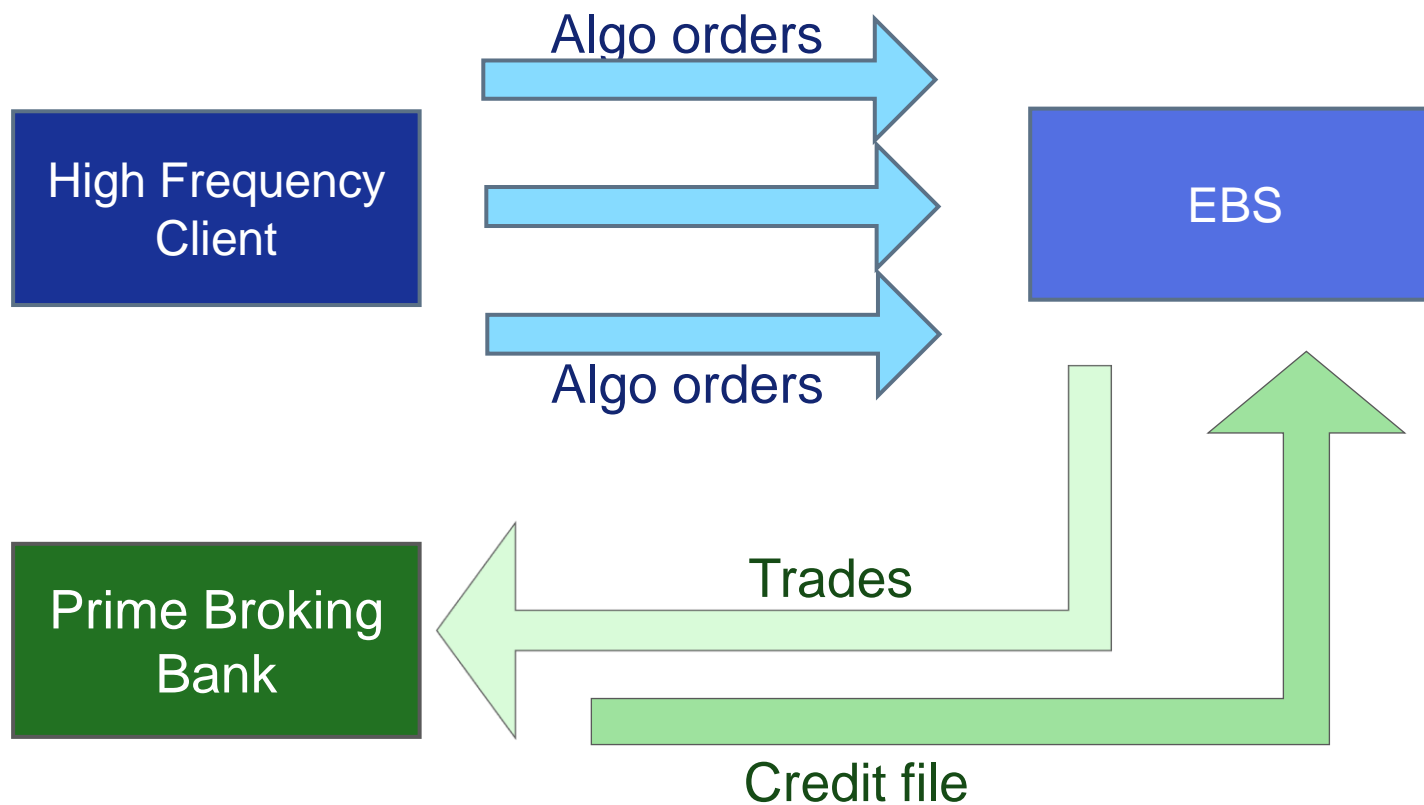 Algo orders
High Frequency
Client
EBS
Algo orders
Trades
Prime Broking
Bank
Credit file